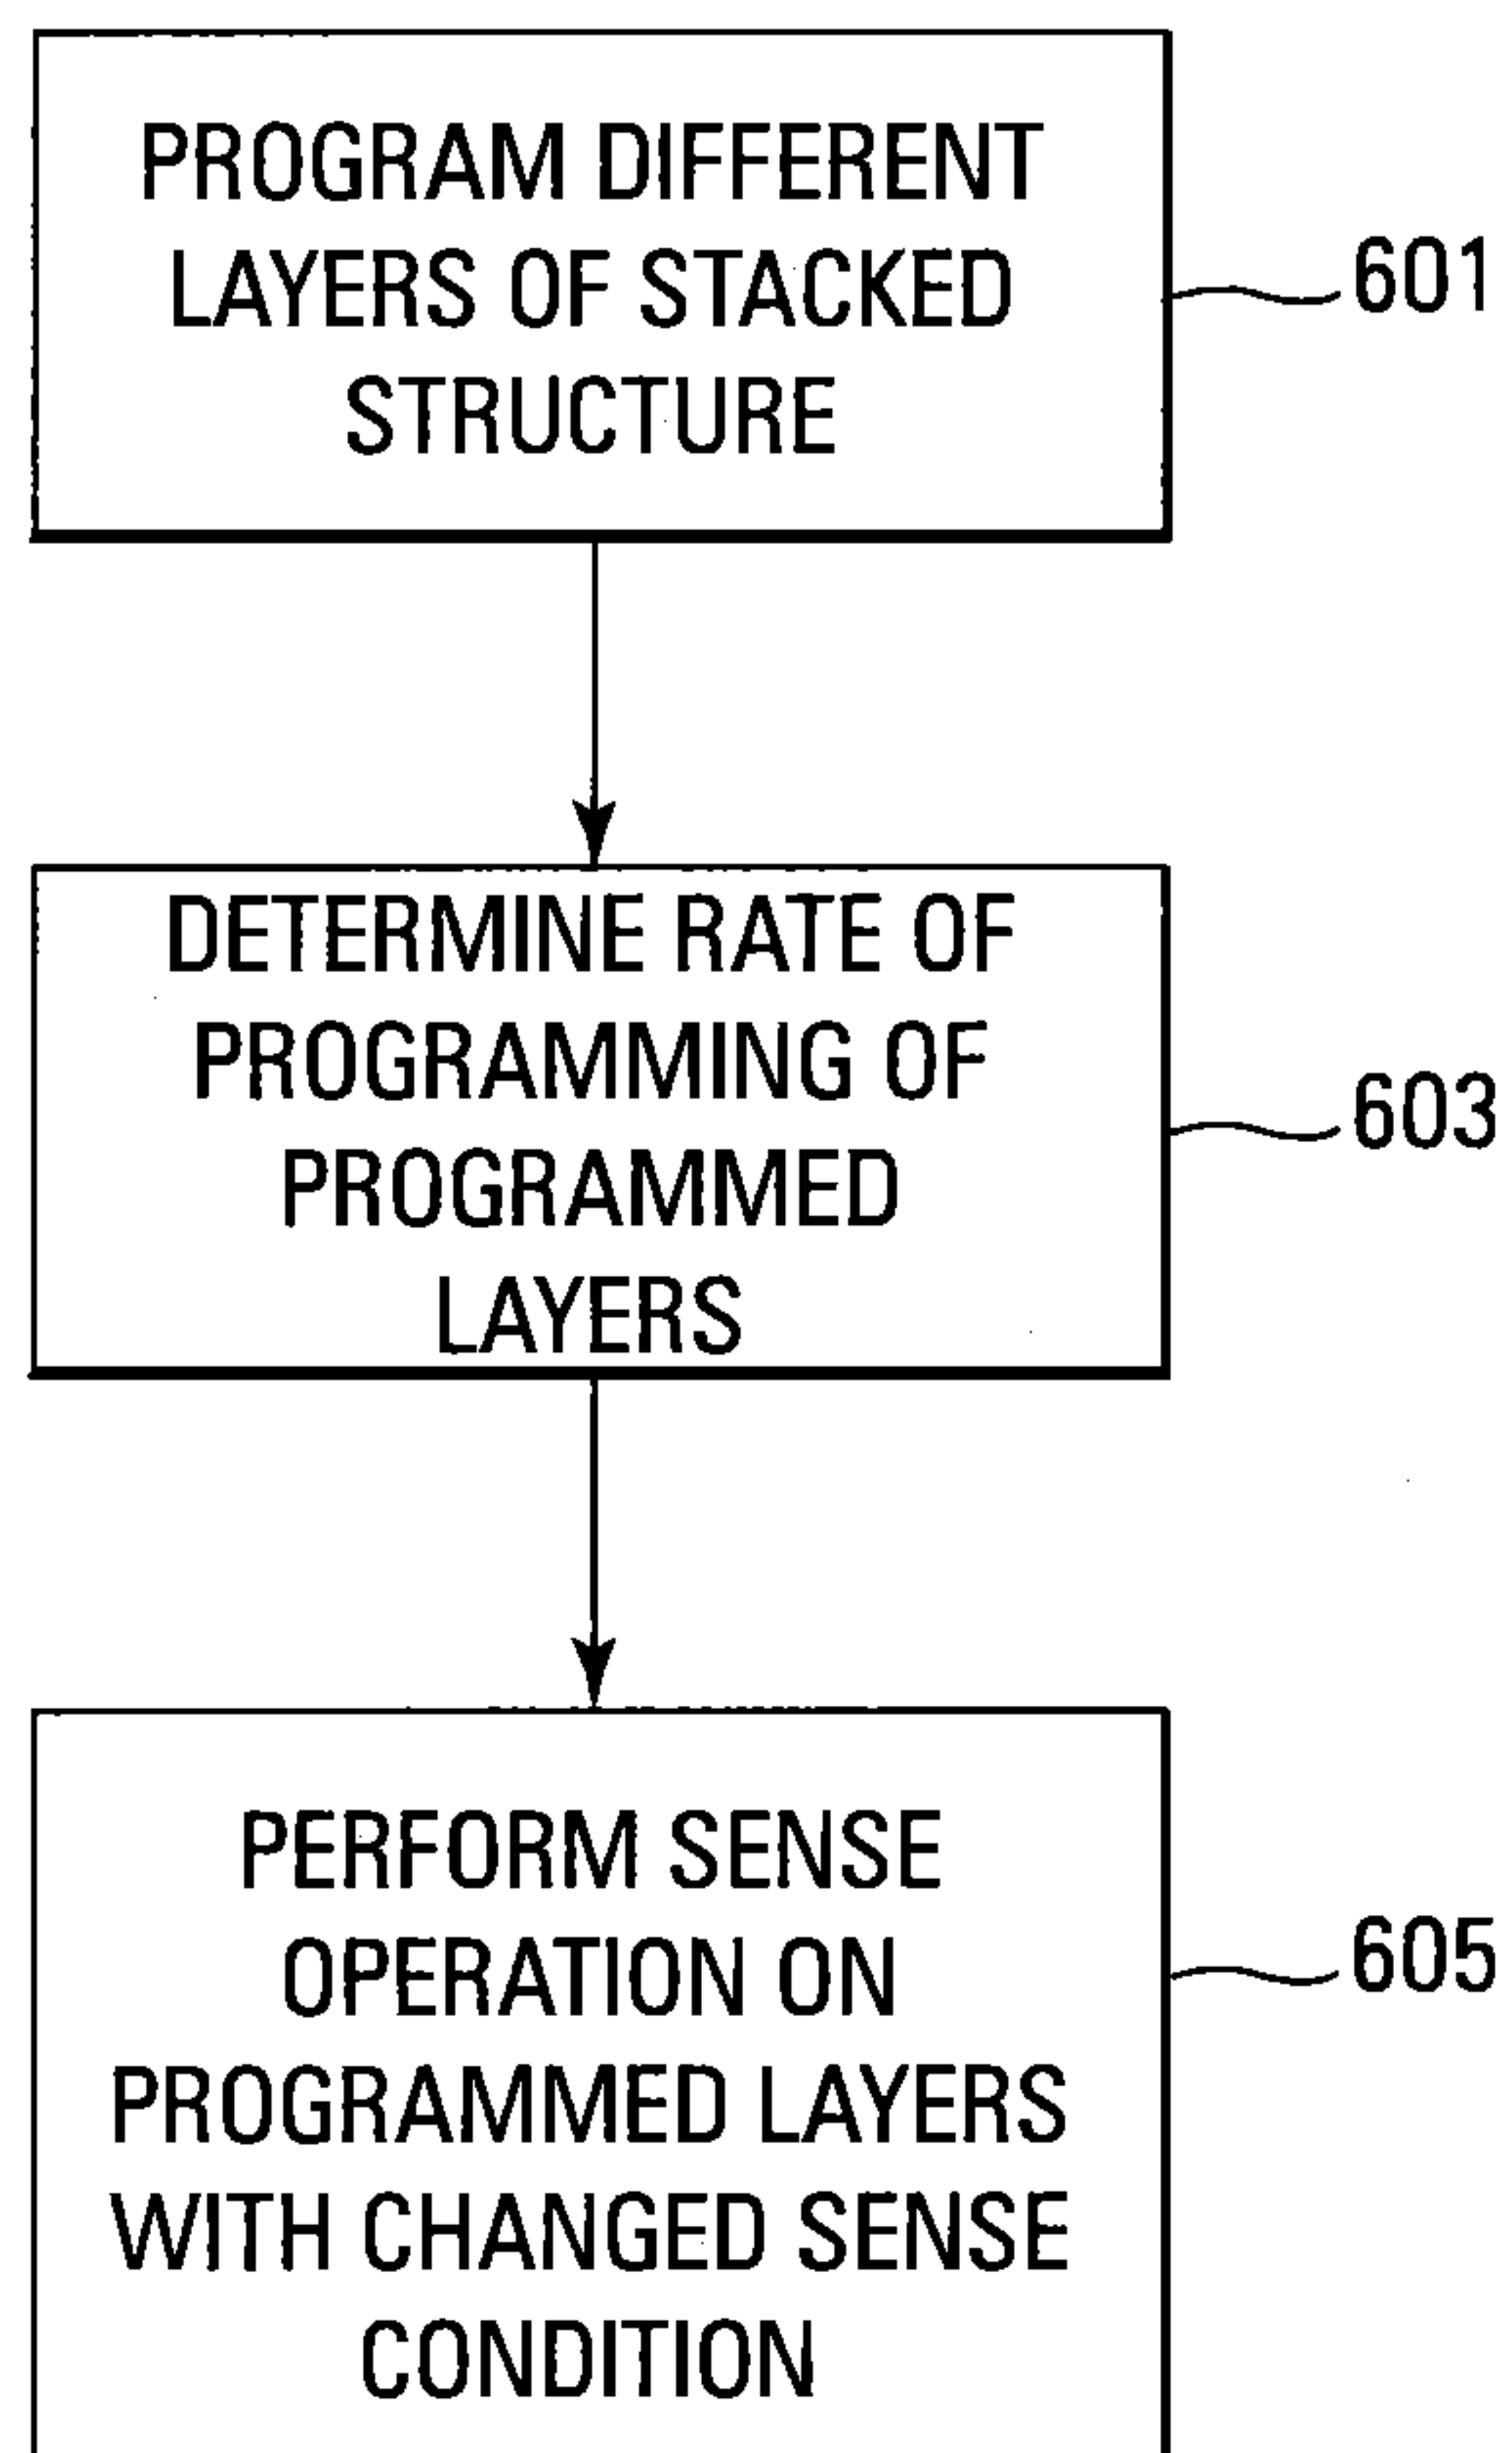 PROGRAM DIFFERENT
LAYERS OF STACKED
STRUCTURE
601
DETERMINE RATE OF
PROGRAMMING OF
PROGRAMMED
LAYERS
603
PERFORM SENSE
OPERATION ON
PROGRAMMED LAYERS
WITH CHANGED SENSE
CONDITION
605